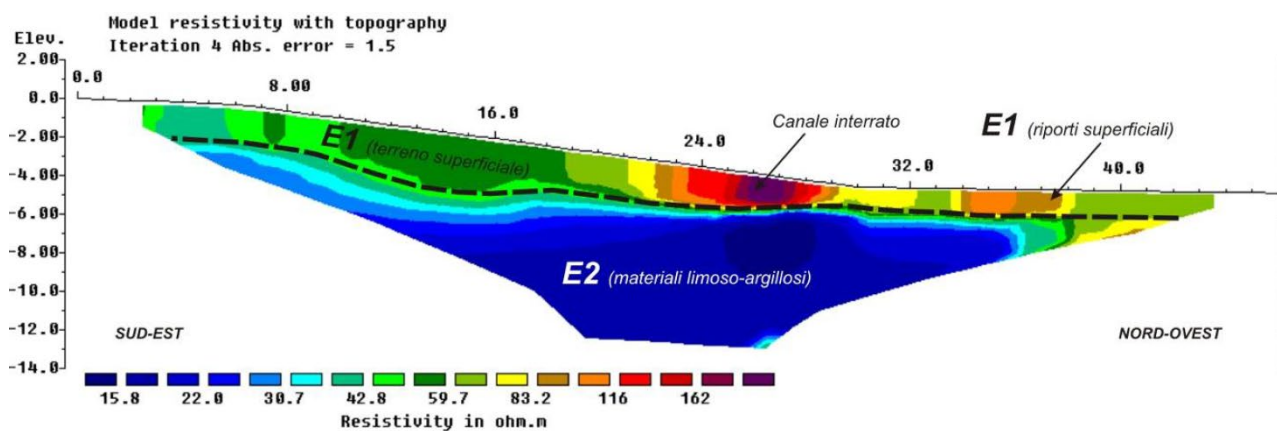 Model resistivity with topography
Iteration 4 Abs. error = 1.5
Elev.
2.00
0.0
-2.00
-4.00
-6.00
-8.00
-10.0
-12.0
-14.0
0.0
8.00
16.0
24.0
32.0
40.0
E1 (terreno superficiale)
Canale interrato
E1 (riporti superficiali)
E2 (materiali limoso-argillosi)
SUD-EST
NORD-OVEST
15.8 22.0 30.7 42.8 59.7 83.2 116 162
Resistivity in ohm.m